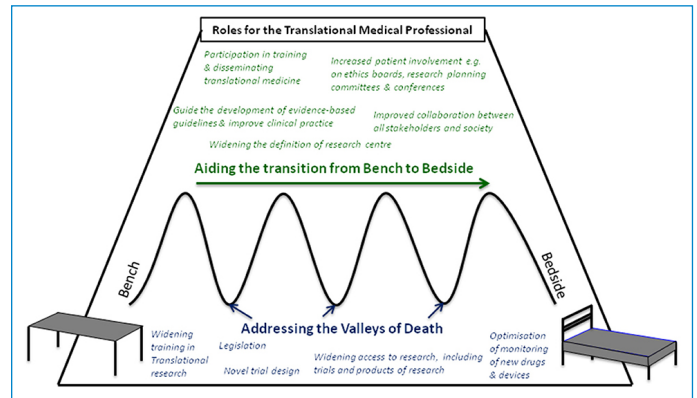 Roles for the Translational Medical Professional
Participation in training
& disseminating
translational medicine
Increased patient involvement e.g.
on ethics boards, research planning
committees & conferences
Guide the development of evidence-based
guidelines & improve clinical practice
Improved collaboration between
all stakeholders and society
Widening the definition of research centre
Aiding the transition from Bench to Bedside
Bench
Bedside
Addressing the Valleys of Death
Widening
training in
Translational
research
Legislation
Novel trial design
Widening access to research, including
trials and products of research
Optimisation
of monitoring
of new drugs
& devices